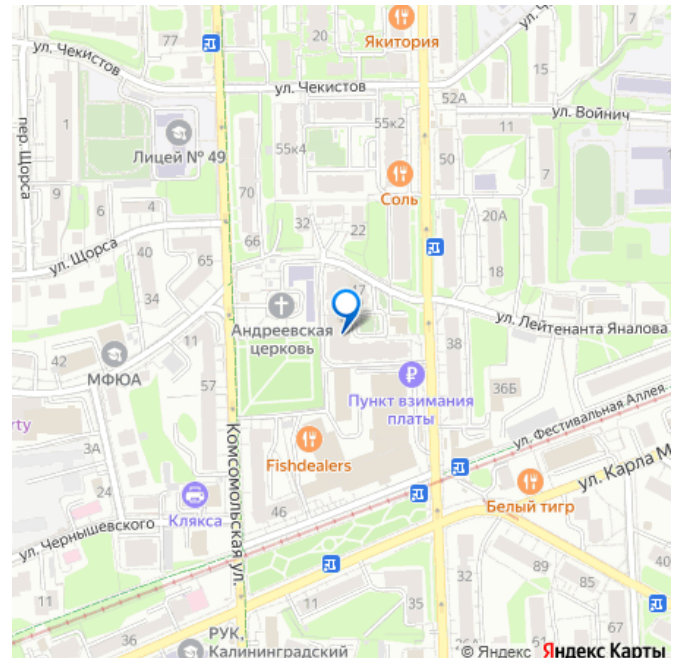 77
20
Якитория
ул. Чекистов
ул. Чекистов
15
52А
ул. Войнич
пер. Щорса
1
55к2
11
Лицей № 49
55к4
50
7
9
6
4
70
Соль
20А
32
22
40
66
18
ул. Щорса
65
34
17
Андреевская
церковь
ул. Лейтенанта Яналова
42
МФЮА
38
57
36Б
Пункт взимания
платы
ул. Фестивальная Аллея
rty
3А
Комсомольская ул.
Fishdealers
ул. Карла М
24
Клякса
46
Белый тигр
ул. Чернышевского
11
32
89
85
40
11
35
36
РУК,
Калининградский
© Яндекс Яндекс Карты